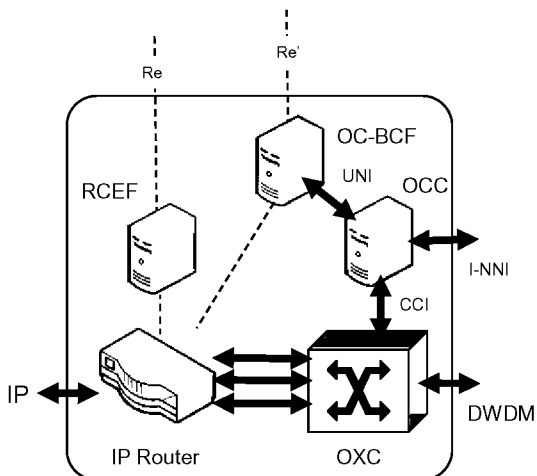 Re
Re'
OC-BCF
UNI
OCC
RCEF
I-NNI
CCI
IP
DWDM
IP Router
OXC